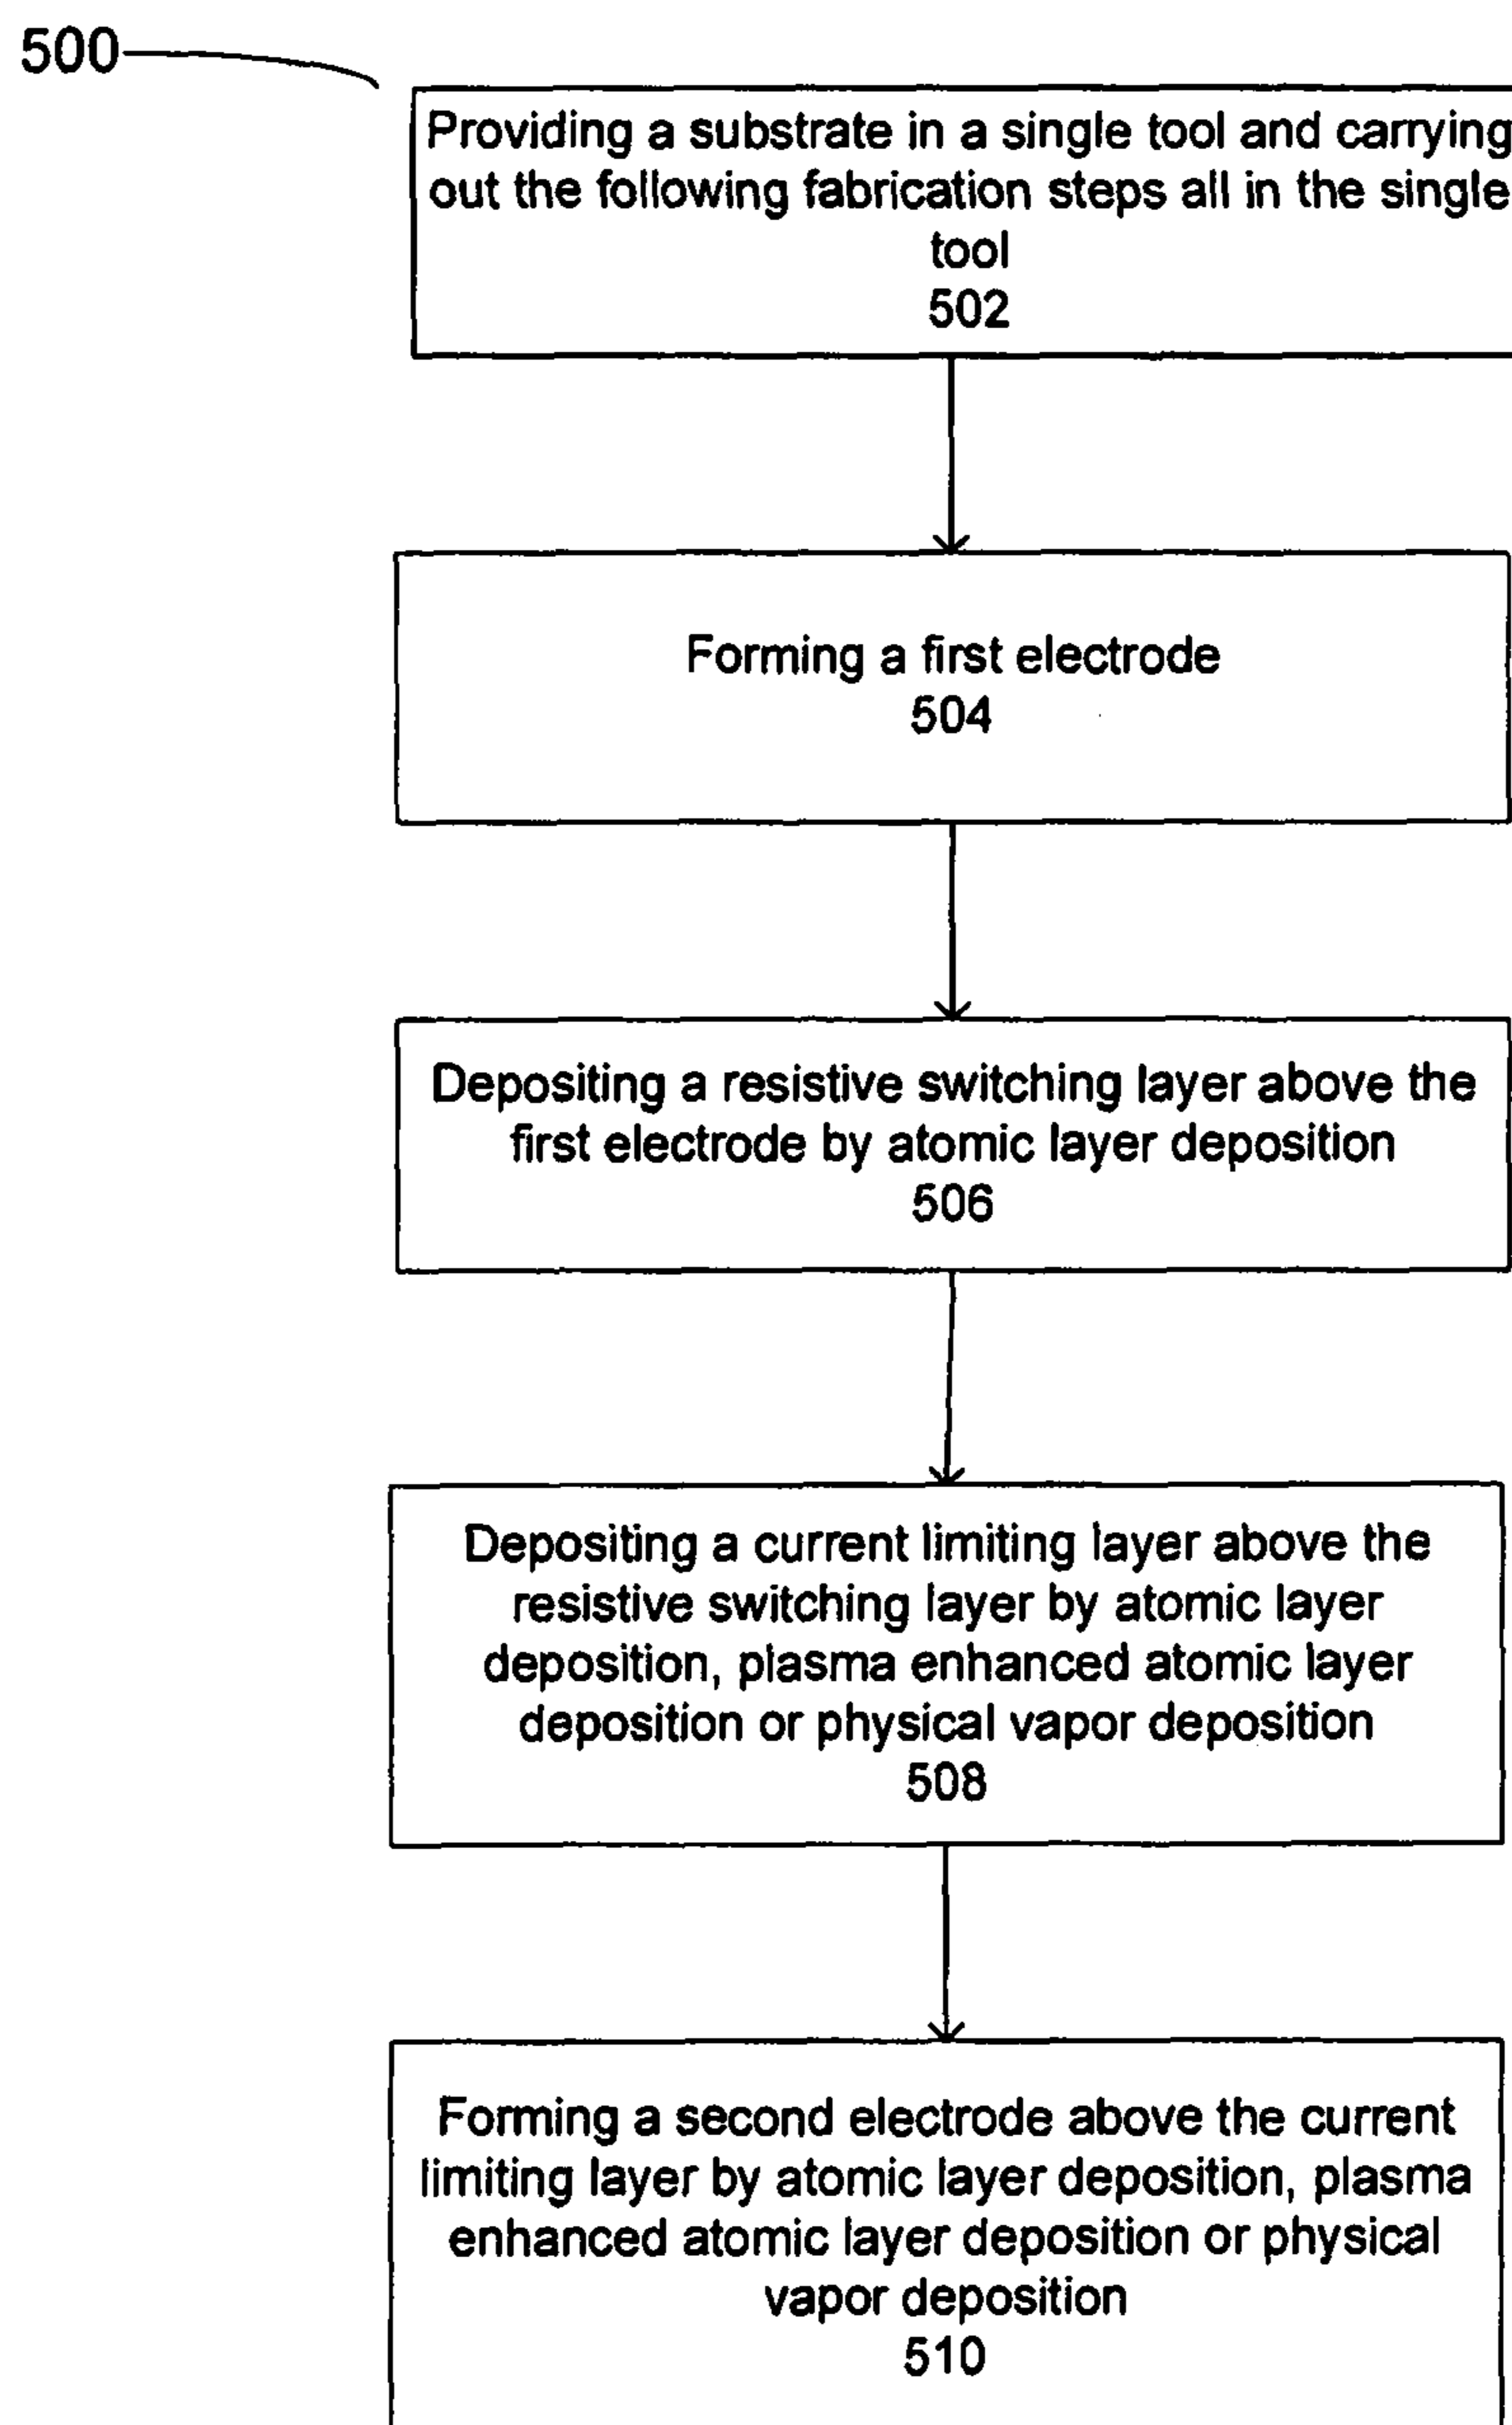 500
Providing a substrate in a single tool and carrying
out the following fabrication steps all in the single
tool
502
Forming a first electrode
504
Depositing a resistive switching layer above the
first electrode by atomic layer deposition
506
Depositing a current limiting layer above the
resistive switching layer by atomic layer
deposition, plasma enhanced atomic layer
deposition or physical vapor deposition
508
Forming a second electrode above the current
limiting layer by atomic layer deposition, plasma
enhanced atomic layer deposition or physical
vapor deposition
510